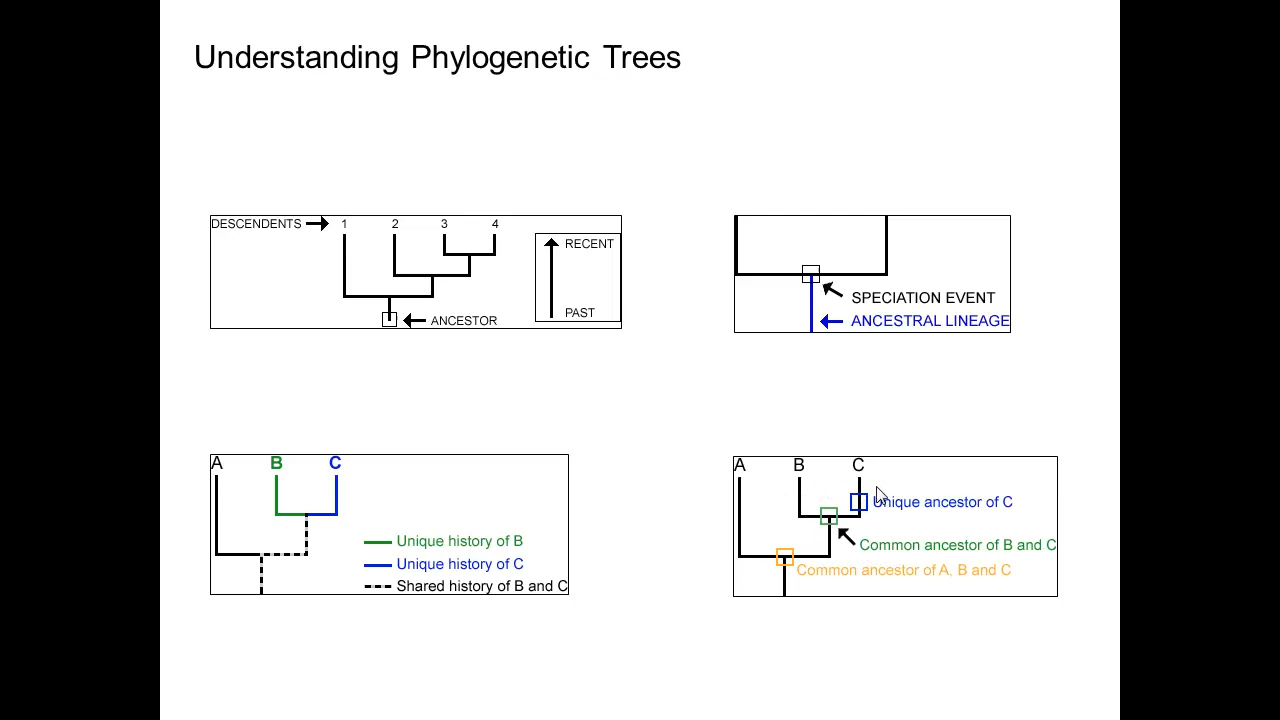 Understanding Phylogenetic Trees
DESCENDENTS 1 2 3 4
RECENT
PAST
ANCESTOR
SPECIATION EVENT
ANCESTRAL LINEAGE
A B C
Unique history of B
Unique history of C
Shared history of B and C
A B C
Unique ancestor of C
Common ancestor of B and C
Common ancestor of A, B and C